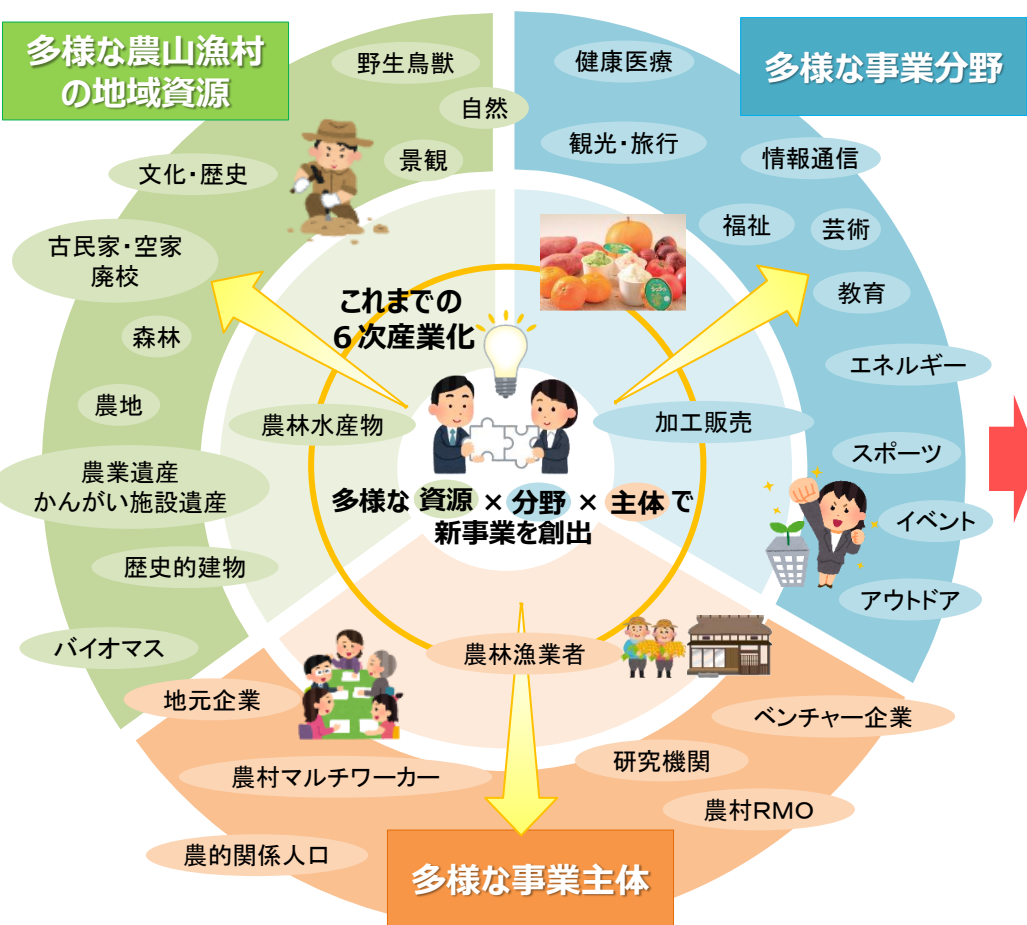 多様な農山漁村
の地域資源
野生鳥獣
自然
景観
文化・歴史
古民家・空家
廃校
森林
農地
農業遺産
かんがい施設遺産
歴史的建物
バイオマス
多様な事業分野
健康医療
観光・旅行
情報通信
福祉
芸術
教育
エネルギー
スポーツ
イベント
アウトドア
これまでの
6次産業化
農林水産物
加工販売
多様な 資源 × 分野 × 主体 で
新事業を創出
農林漁業者
地元企業
ベンチャー企業
農村マルチワーカー
研究機関
農村RMO
農的関係人口
多様な事業主体